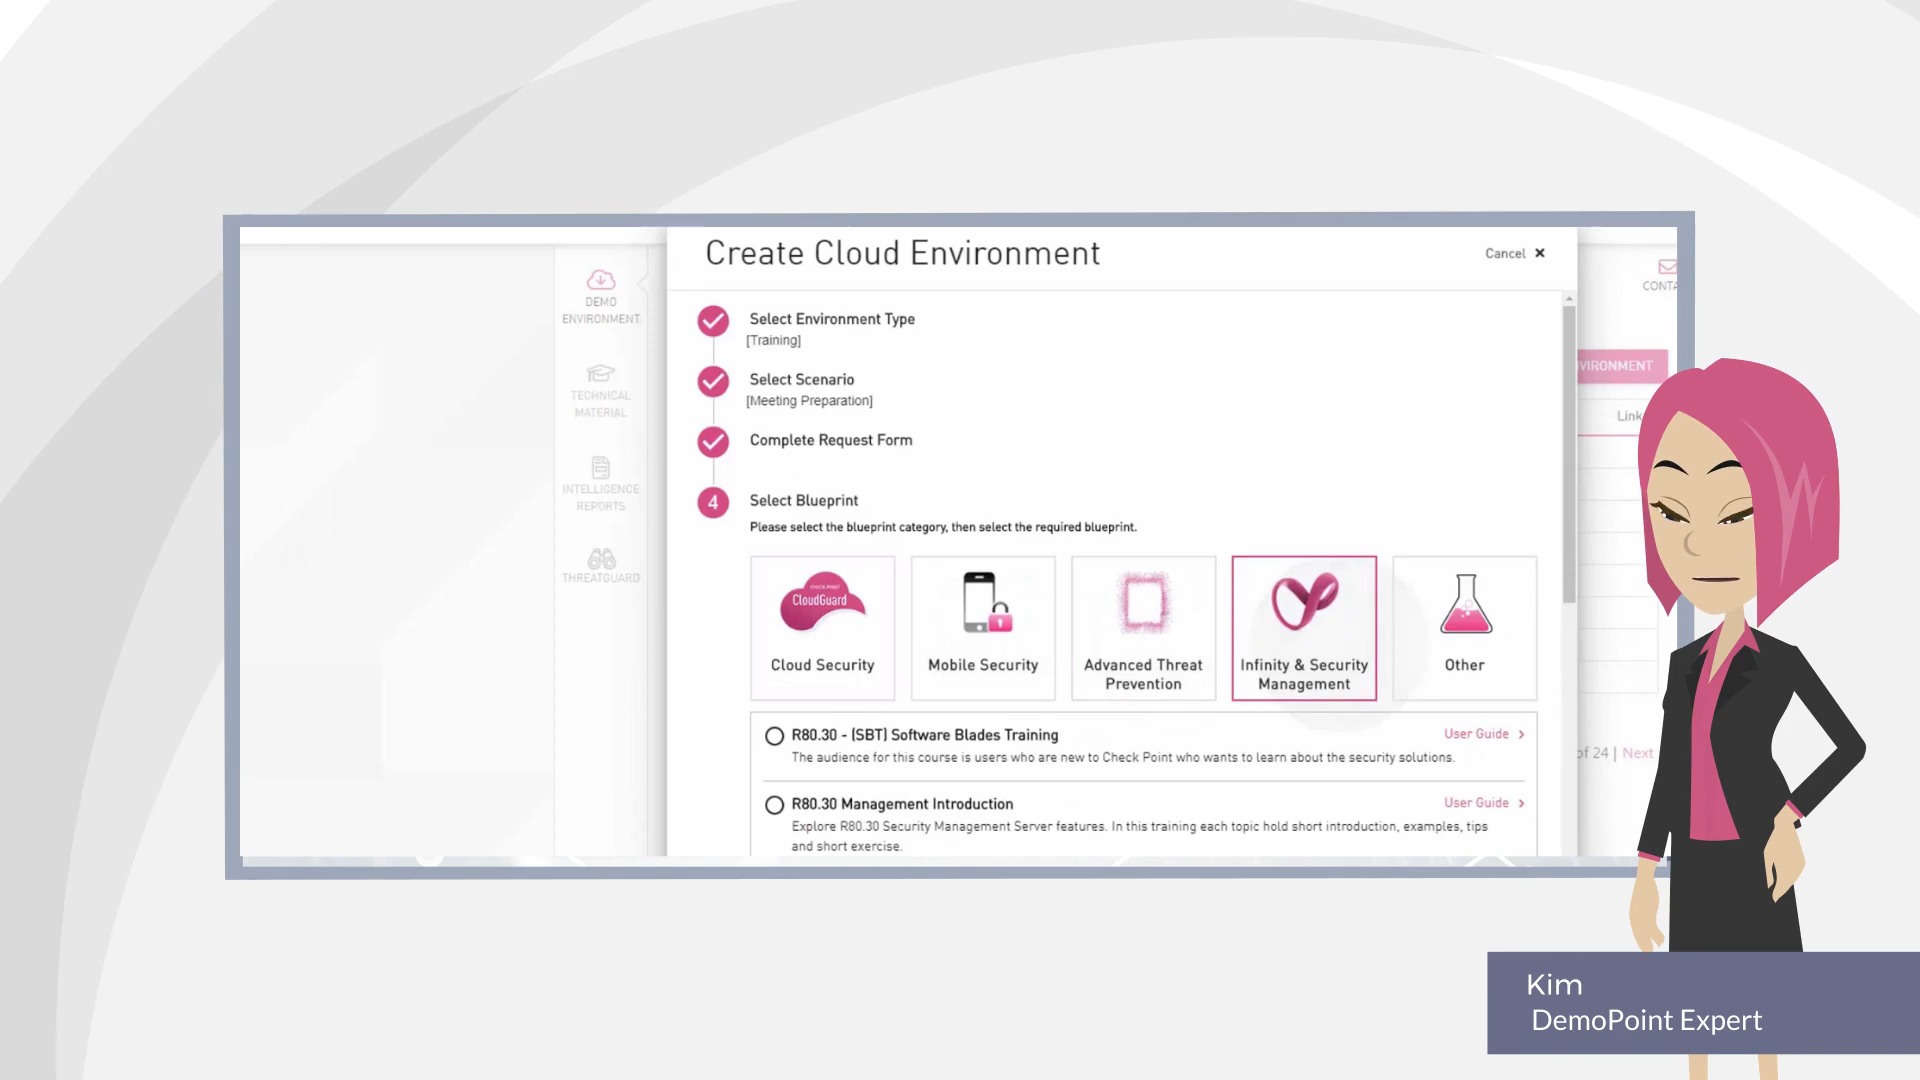 Create Cloud Environment
Cancel ×
DEMO
ENVIRONMENT
TECHNICAL
MATERIAL
INTELLIGENCE
REPORTS
THREATGUARD
Select Environment Type
[Training]
Select Scenario
[Meeting Preparation]
Complete Request Form
4 Select Blueprint
Please select the blueprint category, then select the required blueprint.
CHECK POINT
CloudGuard
Cloud Security
Mobile Security
Advanced Threat
Prevention
Infinity & Security
Management
Other
R80.30 - (SBT) Software Blades Training
User Guide >
The audience for this course is users who are new to Check Point who wants to learn about the security solutions.
R80.30 Management Introduction
User Guide >
Explore R80.30 Security Management Server features. In this training each topic hold short introduction, examples, tips
and short exercise.
CONTA
VIRONMENT
Link
of 24 | Next
Kim
DemoPoint Expert